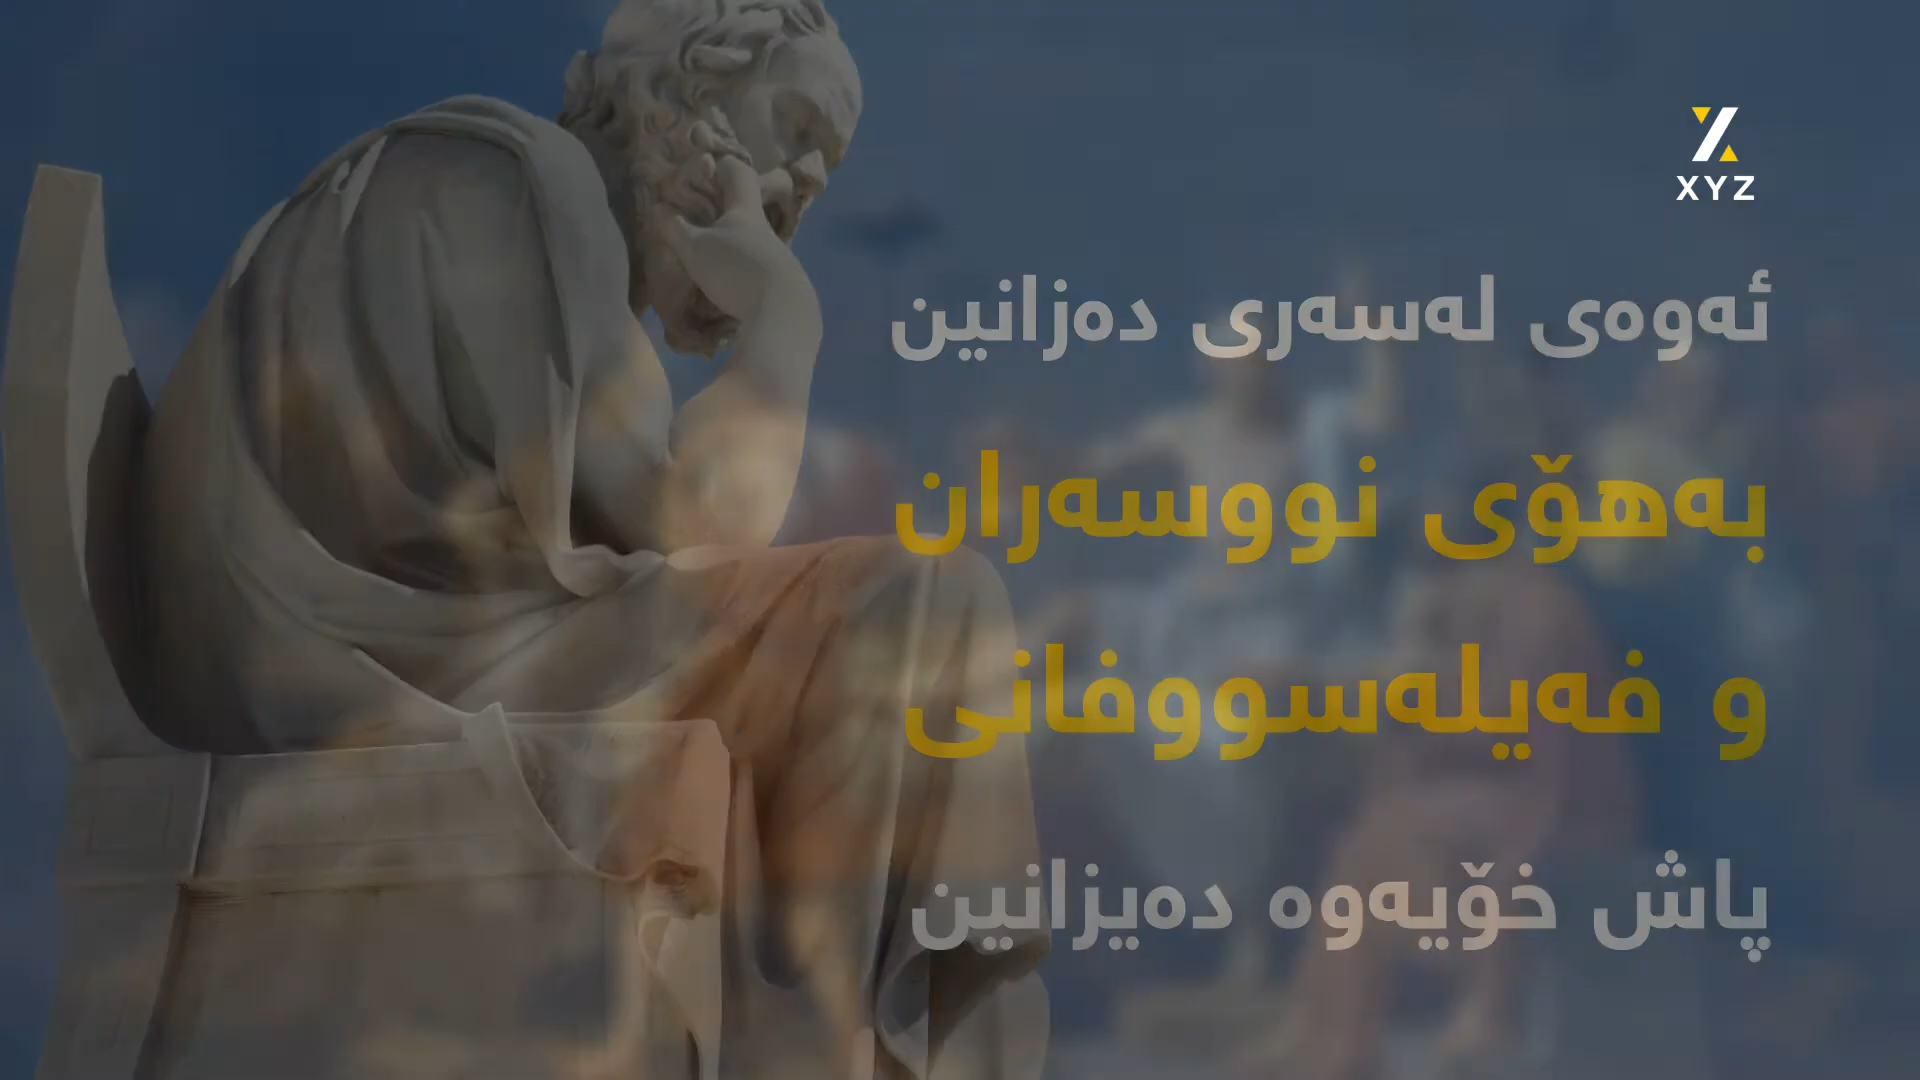 XYZ
ئەوەی لەسەری دەزانین
بەهۆی نووسەران
و فەیلەسووفانی
پاش خۆیەوە دەیزانین